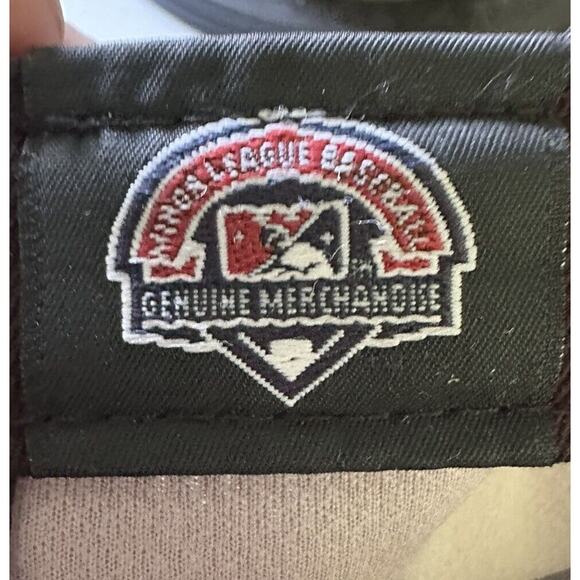 MINOR LEAGUE BASEBALL
GENUINE MERCHANDISE